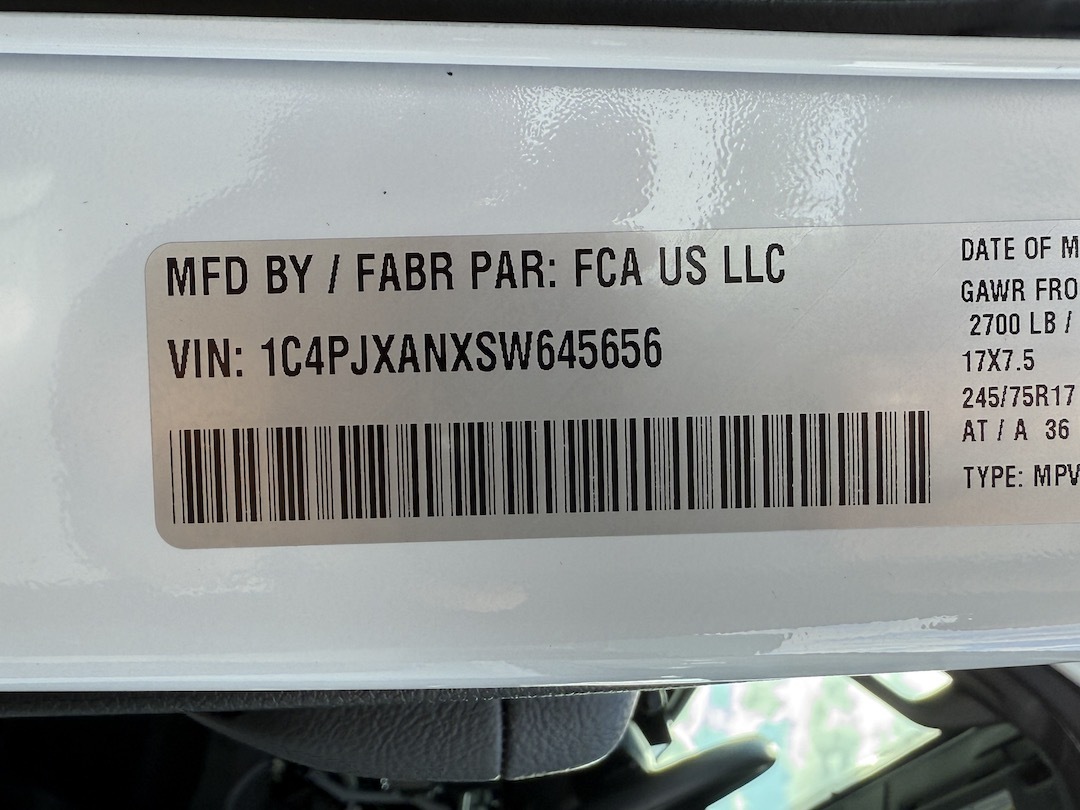 MFD BY / FABR PAR: FCA US LLC
VIN: 1C4PJXANXSW645656
DATE OF M
GAWR FRO
2700 LB /
17X7.5
245/75R17
AT / A 36
TYPE: MPV